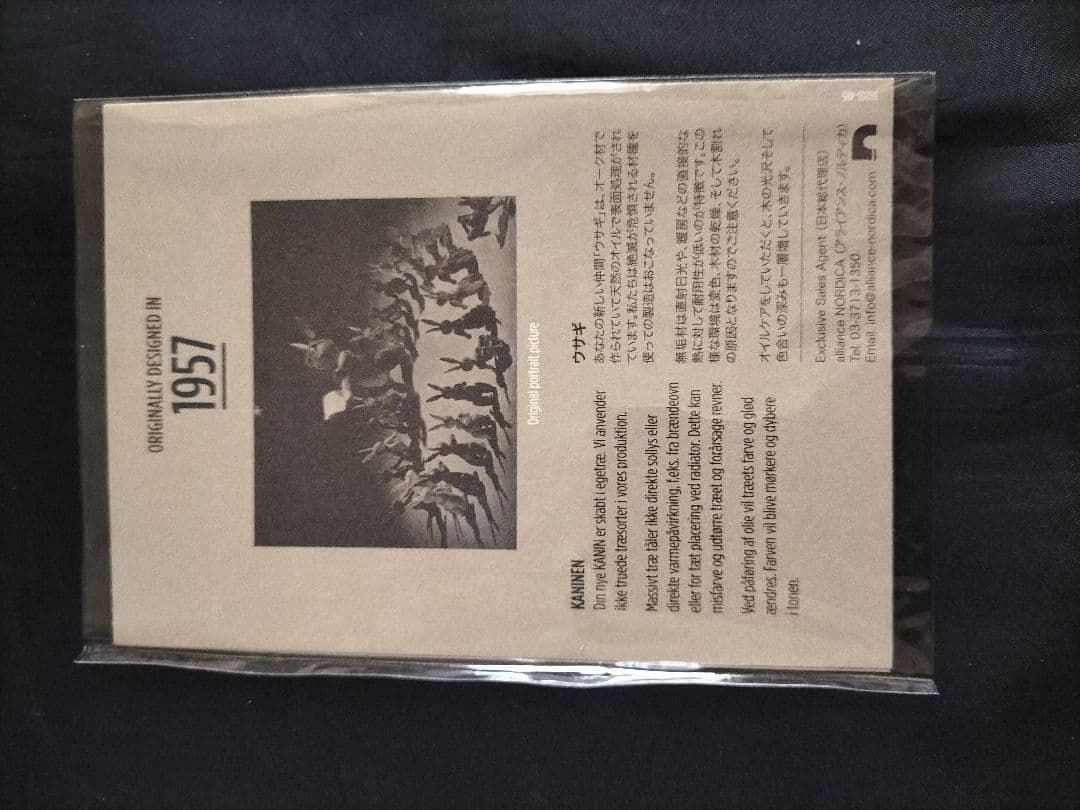 ORIGINALLY DESIGNED IN
1957
Original portrait picture
KANINEN
Din nye KANIN er skabt i egetræ. Vi anvender
ikke truede træsorter i vores produktion.
Massivt træ tåler ikke direkte sollys eller
direkte varmepåvirkning, f.eks. fra brændeovn
eller for tæt placering ved radiator. Dette kan
misfarve og udtørre træet og forårsage revner.
Ved påføring af olie vil træets farve og glød
ændres. Farven vil blive mørkere og dybere
i tonen.
ウサギ
あなたの新しい仲間「ウサギ」は、オーク材で
作られていて天然のオイルで表面処理がされ
ています。私たちは絶滅が危惧される材種を
使っての製造はおこなっていません。
無垢材は直射日光や、暖房などの直接的な
熱に対して耐用性が低いのが特徴です。この
様な環境は変色、木材の乾燥、そして木割れ
の原因となりますのでご注意ください。
オイルケアをしていただくと、木の光沢そして
色合いの深みも一層増していきます。
Exclusive Sales Agent (日本総代理店)
alliance NORDICA (アライアンス・ノルディカ)
Tel. 03-3713-1350
Email. info@alliance-nordica.com